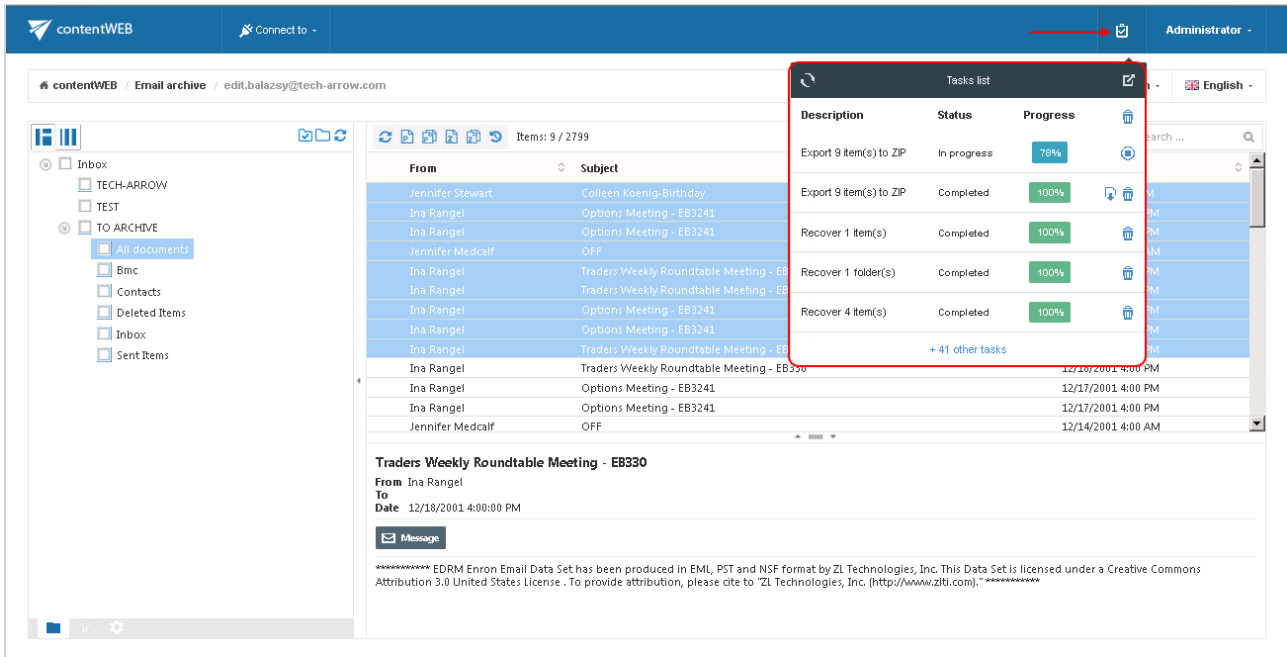 contentWEB
Connect to
Administrator
contentWEB / Email archive / edit.balazsy@tech-arrow.com
English
Tasks list
Description Status Progress
Export 9 item(s) to ZIP In progress 78%
Export 9 item(s) to ZIP Completed 100%
Recover 1 item(s) Completed 100%
Recover 1 folder(s) Completed 100%
Recover 4 item(s) Completed 100%
+ 41 other tasks
Inbox
TECH-ARROW
TEST
TO ARCHIVE
All documents
Bmc
Contacts
Deleted Items
Inbox
Sent Items
Items: 9 / 2799
From Subject
Jennifer Stewart Colleen Koenig-Birthday
Ina Rangel Options Meeting - EB3241
Ina Rangel Options Meeting - EB3241
Jennifer Medcalf OFF
Ina Rangel Traders Weekly Roundtable Meeting - EB
Ina Rangel Traders Weekly Roundtable Meeting - EB
Ina Rangel Options Meeting - EB3241
Ina Rangel Options Meeting - EB3241
Ina Rangel Traders Weekly Roundtable Meeting - EB
Ina Rangel Traders Weekly Roundtable Meeting - EB330 12/18/2001 4:00 PM
Ina Rangel Options Meeting - EB3241 12/17/2001 4:00 PM
Ina Rangel Options Meeting - EB3241 12/17/2001 4:00 PM
Jennifer Medcalf OFF 12/14/2001 4:00 AM
Traders Weekly Roundtable Meeting - EB330
From Ina Rangel
To
Date 12/18/2001 4:00:00 PM
Message
*********** EDRM Enron Email Data Set has been produced in EML, PST and NSF format by ZL Technologies, Inc. This Data Set is licensed under a Creative Commons
Attribution 3.0 United States License . To provide attribution, please cite to "ZL Technologies, Inc. (http://www.zlti.com)." ***********